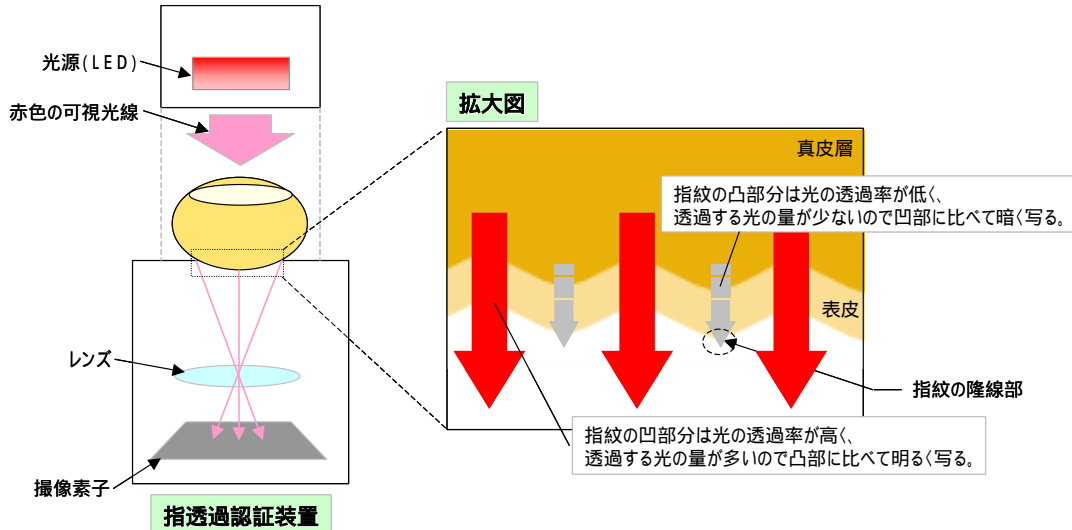 光源(LED)
赤色の可視光線
レンズ
撮像素子
指透過認証装置
拡大図
真皮層
指紋の凸部分は光の透過率が低く、
透過する光の量が少ないので凹部に比べて暗く写る。
表皮
指紋の隆線部
指紋の凹部分は光の透過率が高く、
透過する光の量が多いので凸部に比べて明るく写る。